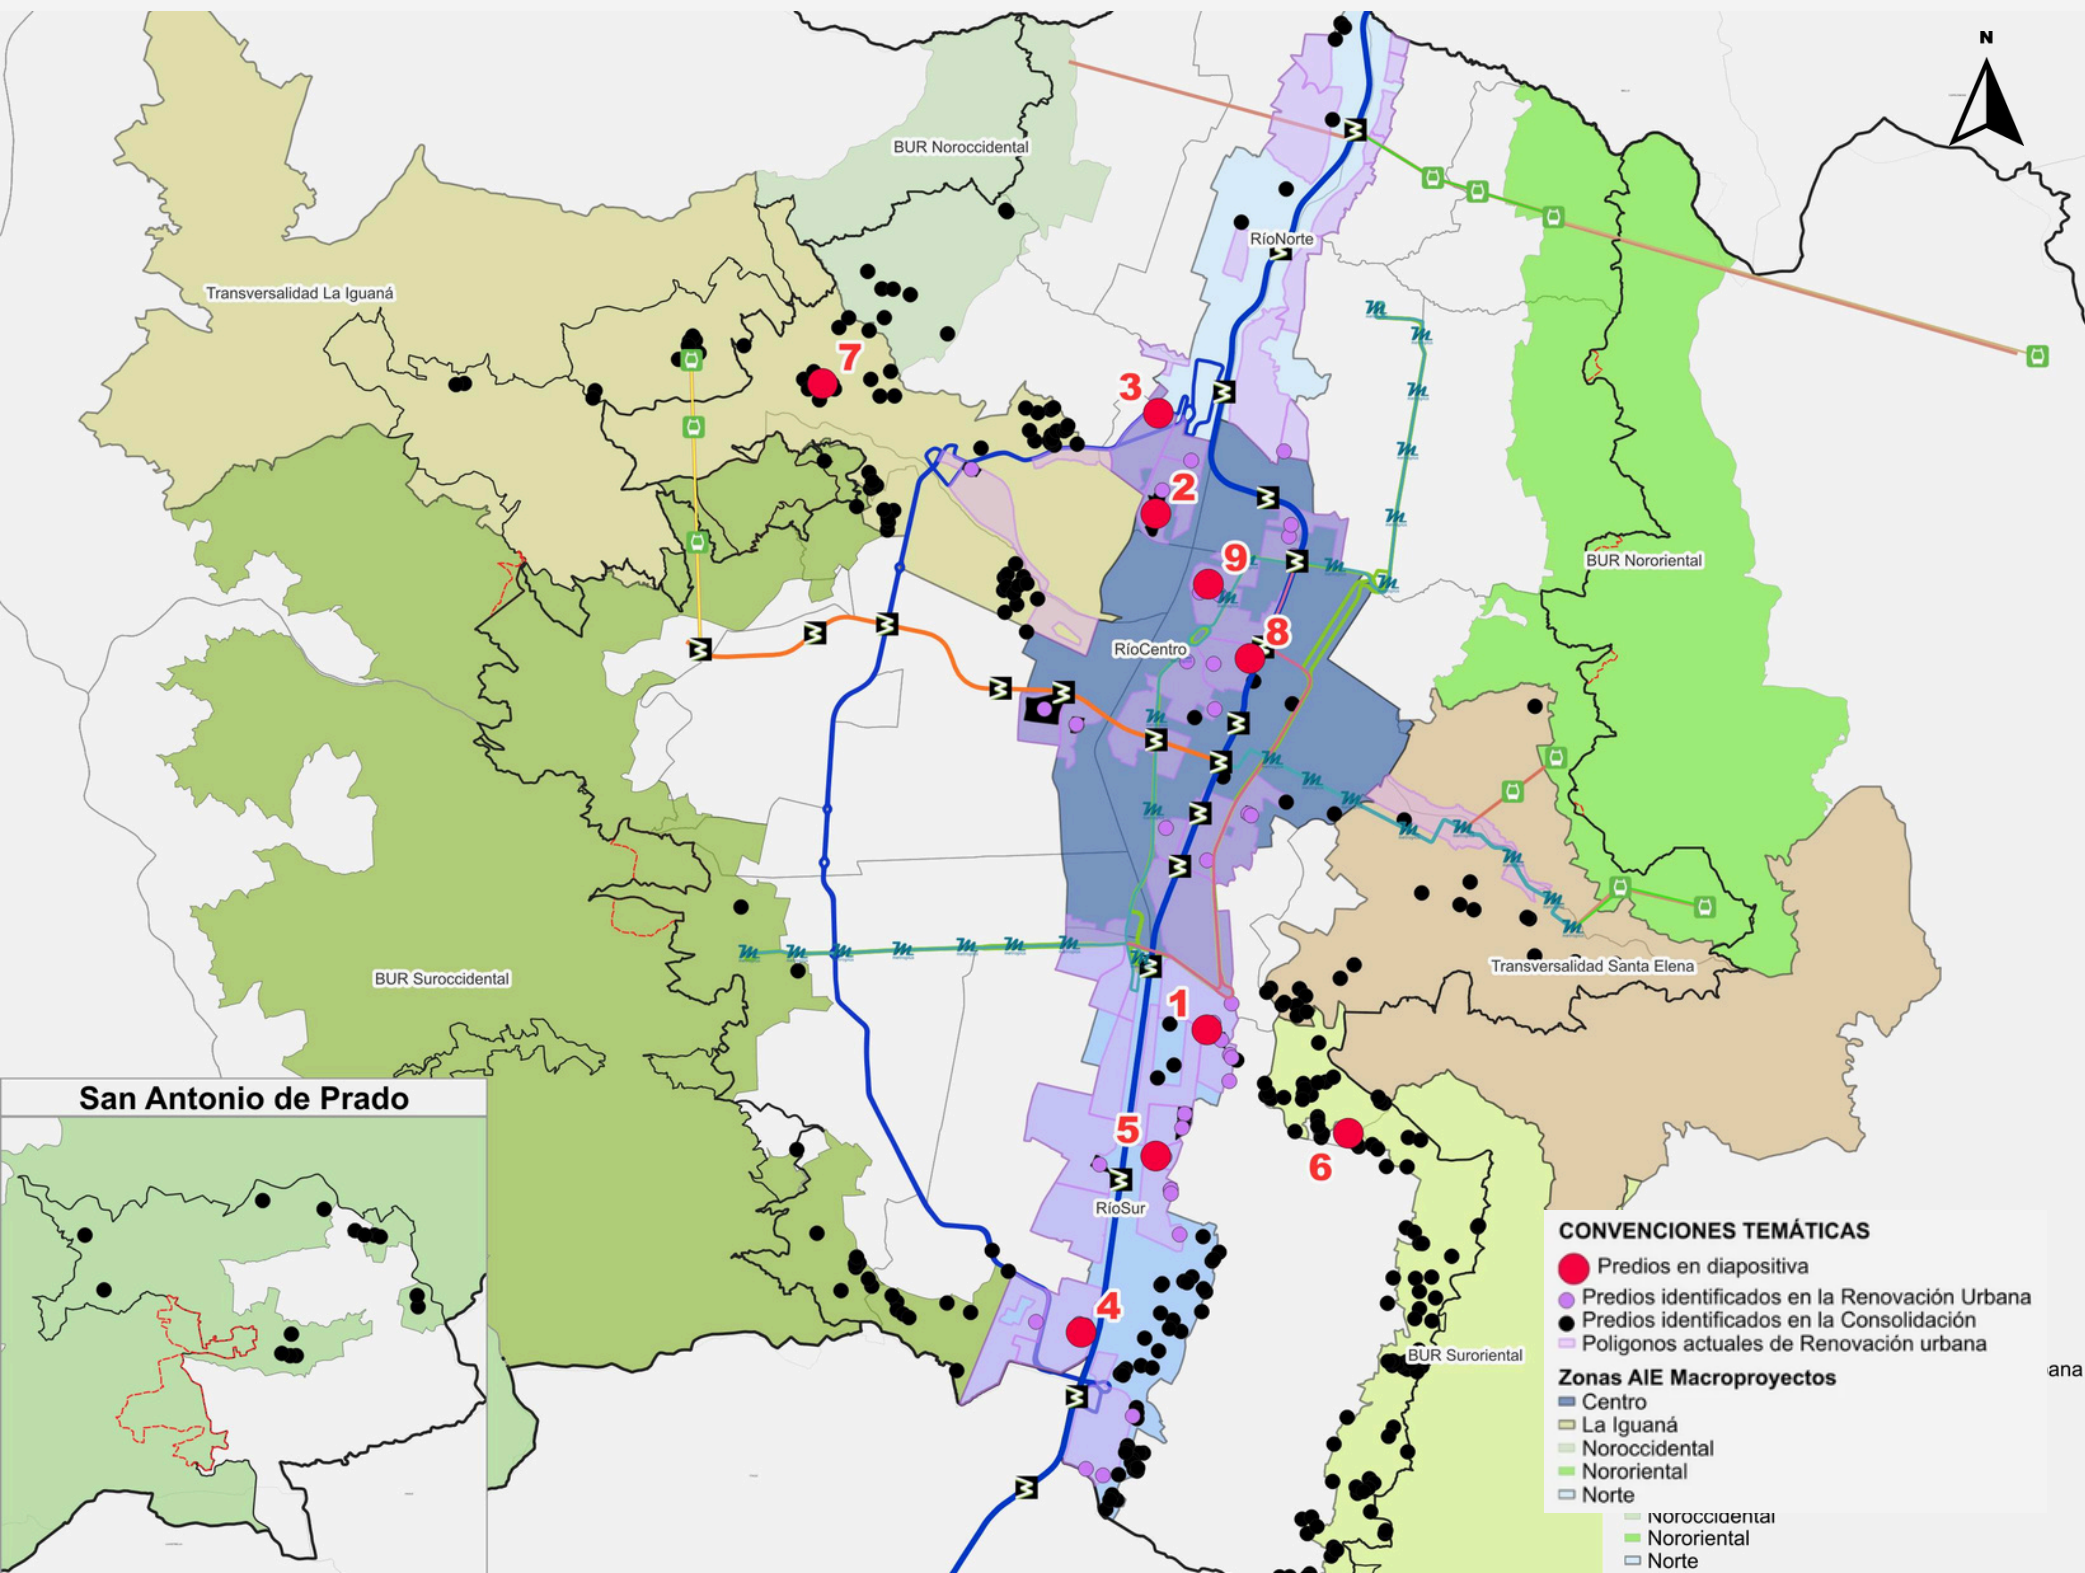 N
BUR Noroccidental
RíoNorte
Transversalidad La Iguaná
7
3
2
BUR Nororiental
9
8
RíoCentro
Transversalidad Santa Elena
BUR Suroccidental
1
San Antonio de Prado
5
6
RíoSur
4
BUR Suroriental
CONVENCIONES TEMÁTICAS
Predios en diapositiva
Predios identificados en la Renovación Urbana
Predios identificados en la Consolidación
Poligonos actuales de Renovación urbana
ana
Zonas AIE Macroproyectos
Centro
La Iguaná
Noroccidental
Nororiental
Norte
Noroccidental
Nororiental
Norte